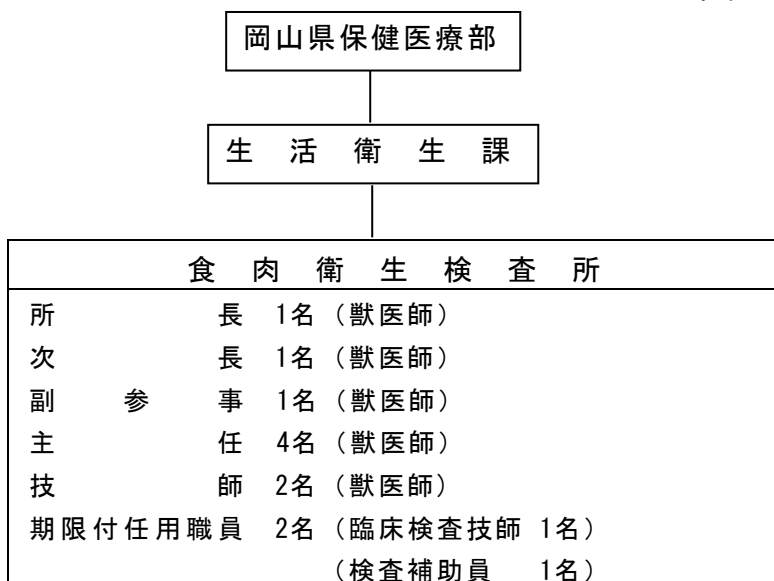 岡山県保健医療部
生活衛生課
食肉衛生検査所
所長 1名（獣医師）
次長 1名（獣医師）
副参事 1名（獣医師）
主任 4名（獣医師）
技師 2名（獣医師）
期限付任用職員 2名（臨床検査技師 1名）
（検査補助員 1名）